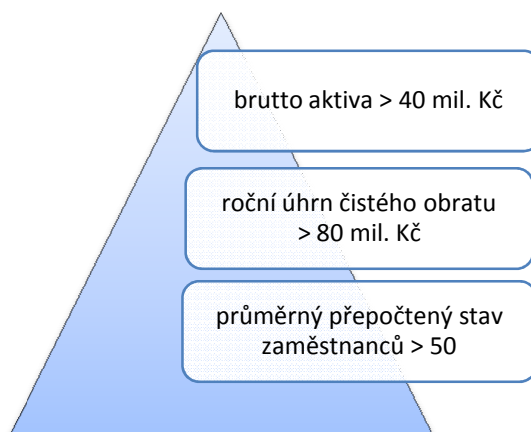 brutto aktiva > 40 mil. Kč
roční úhrn čistého obratu
> 80 mil. Kč
průměrný přepočtený stav
zaměstnanců > 50